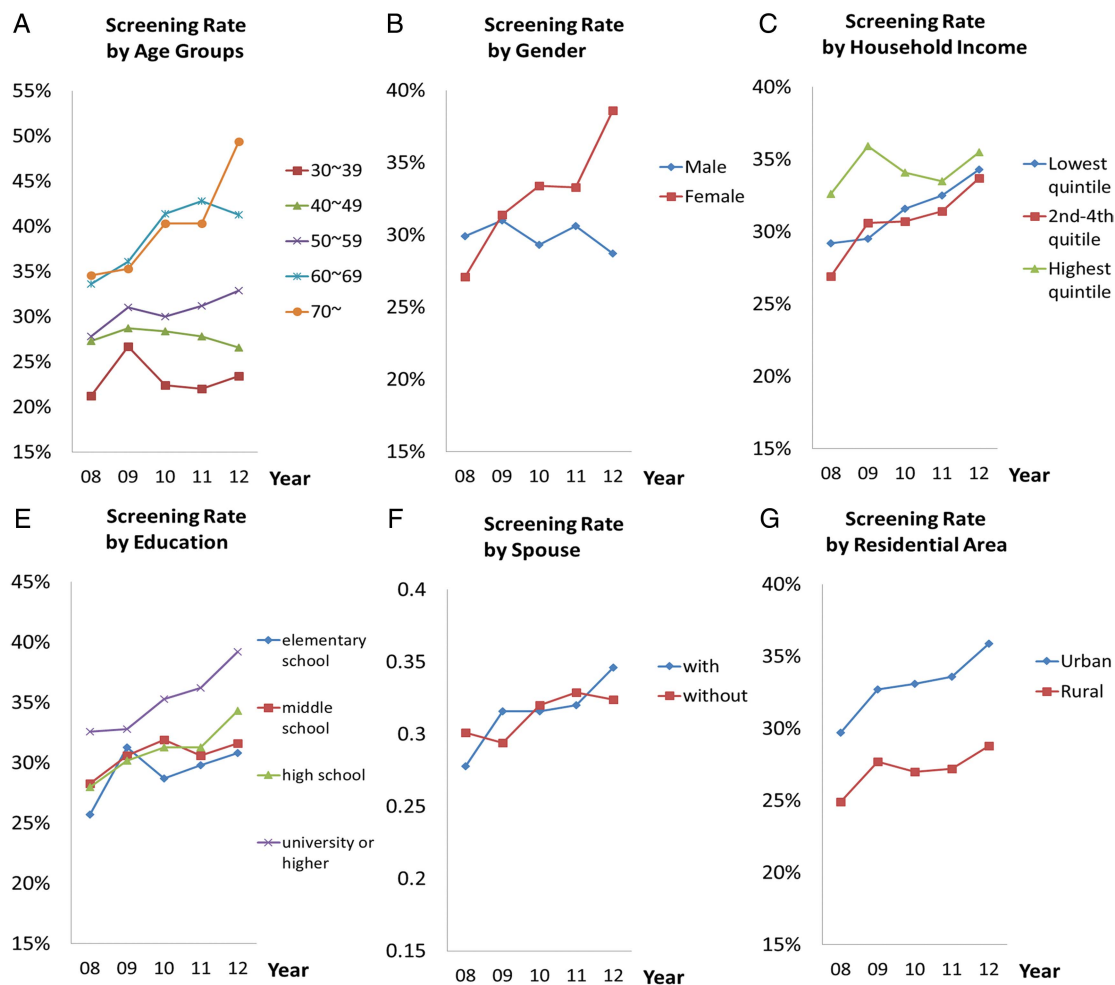 A
Screening Rate
by Age Groups
55%
50%
45%
40%
35%
30%
25%
20%
15%
08 09 10 11 12 Year
30~39
40~49
50~59
60~69
70~
B
Screening Rate
by Gender
40%
35%
30%
25%
20%
15%
08 09 10 11 12 Year
Male
Female
C
Screening Rate
by Household Income
40%
35%
30%
25%
20%
15%
08 09 10 11 12 Year
Lowest
quintile
2nd-4th
quitile
Highest
quintile
E
Screening Rate
by Education
45%
40%
35%
30%
25%
20%
15%
08 09 10 11 12 Year
elementary
school
middle
school
high school
university or
higher
F
Screening Rate
by Spouse
0.4
0.35
0.3
0.25
0.2
0.15
08 09 10 11 12 Year
with
without
G
Screening Rate
by Residential Area
40%
35%
30%
25%
20%
15%
08 09 10 11 12 Year
Urban
Rural